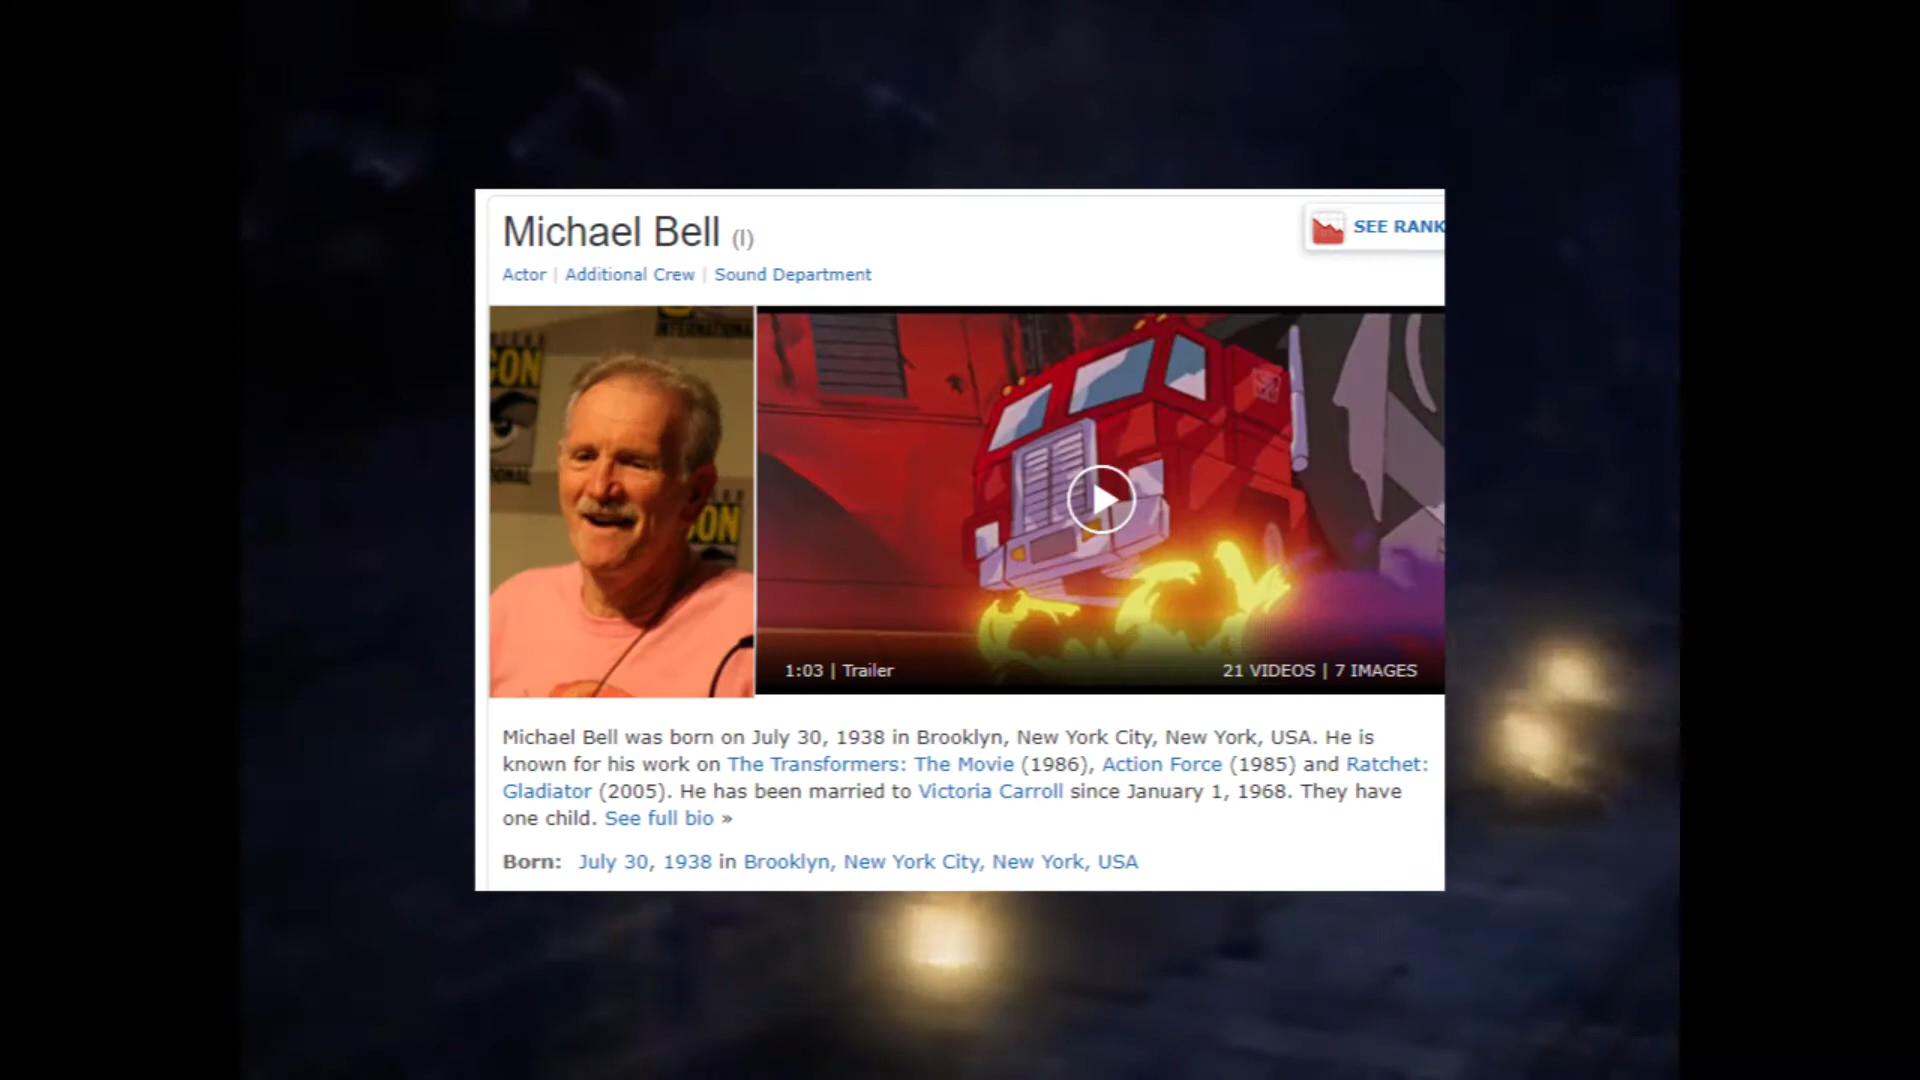 Michael Bell (I)
SEE RANK
Actor | Additional Crew | Sound Department
INTERNATIONAL
CON
CON
1:03 | Trailer
21 VIDEOS | 7 IMAGES
Michael Bell was born on July 30, 1938 in Brooklyn, New York City, New York, USA. He is
known for his work on The Transformers: The Movie (1986), Action Force (1985) and Ratchet:
Gladiator (2005). He has been married to Victoria Carroll since January 1, 1968. They have
one child. See full bio »
Born: July 30, 1938 in Brooklyn, New York City, New York, USA